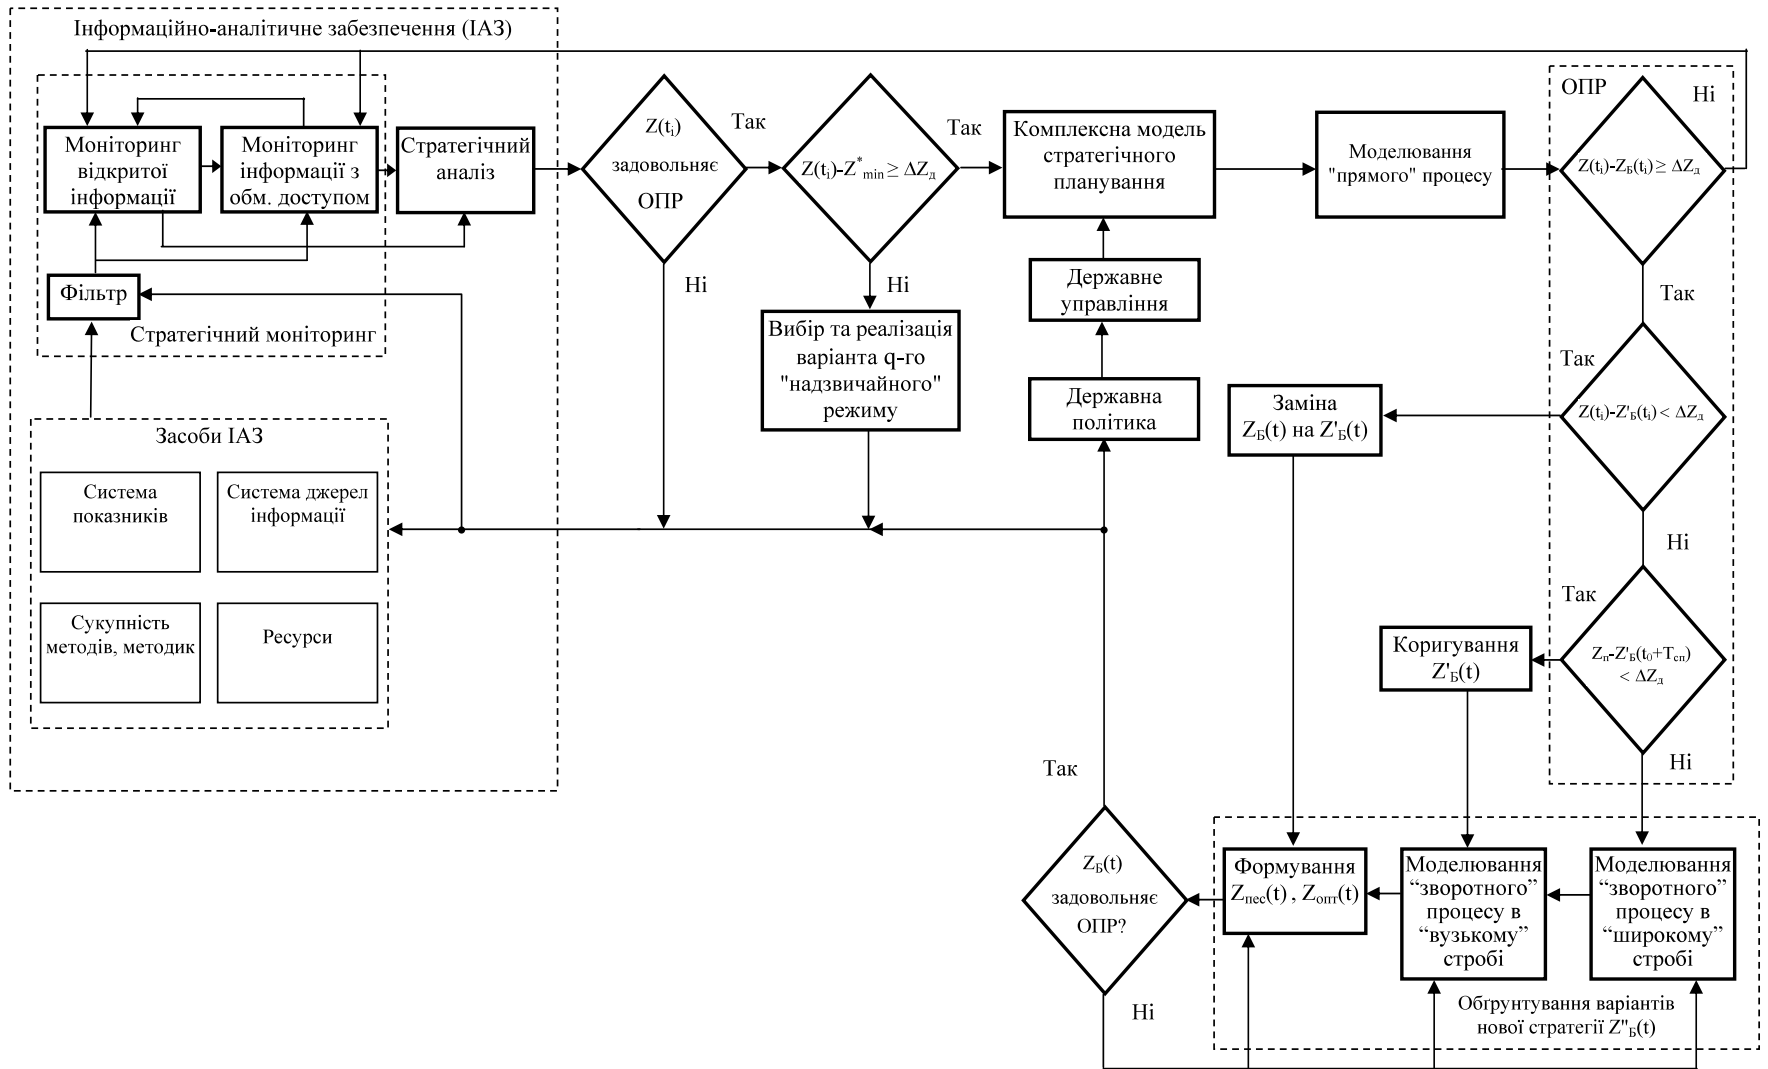 Інформаційно-аналітичне забезпечення (ІАЗ)
Моніторинг
відкритої
інформації
Моніторинг
інформації з
обм. доступом
Стратегічний
аналіз
Фільтр
Стратегічний моніторинг
Засоби ІАЗ
Система
показників
Система джерел
інформації
Сукупність
методів, методик
Ресурси
Z(tᵢ)
задовольняє
ОПР
Так
Ні
Z(tᵢ)-Z*min ≥ ΔZд
Так
Ні
Вибір та реалізація
варіанта q-го
"надзвичайного"
режиму
Комплексна модель
стратегічного
планування
Державне
управління
Державна
політика
Моделювання
"прямого" процесу
ОПР
Ні
Z(tᵢ)-ZБ(tᵢ) ≥ ΔZд
Так
Так
Z(tᵢ)-Z'Б(tᵢ) < ΔZд
Ні
Заміна
ZБ(t) на Z'Б(t)
Так
Zп-Z'Б(t₀+Tсп)
< ΔZд
Ні
Коригування
Z'Б(t)
Так
ZБ(t)
задовольняє
ОПР?
Ні
Формування
Zпес(t) , Zопт(t)
Моделювання
“зворотного”
процесу в
“вузькому”
стробі
Моделювання
“зворотного”
процесу в
“широкому”
стробі
Обґрунтування варіантів
нової стратегії Z"Б(t)